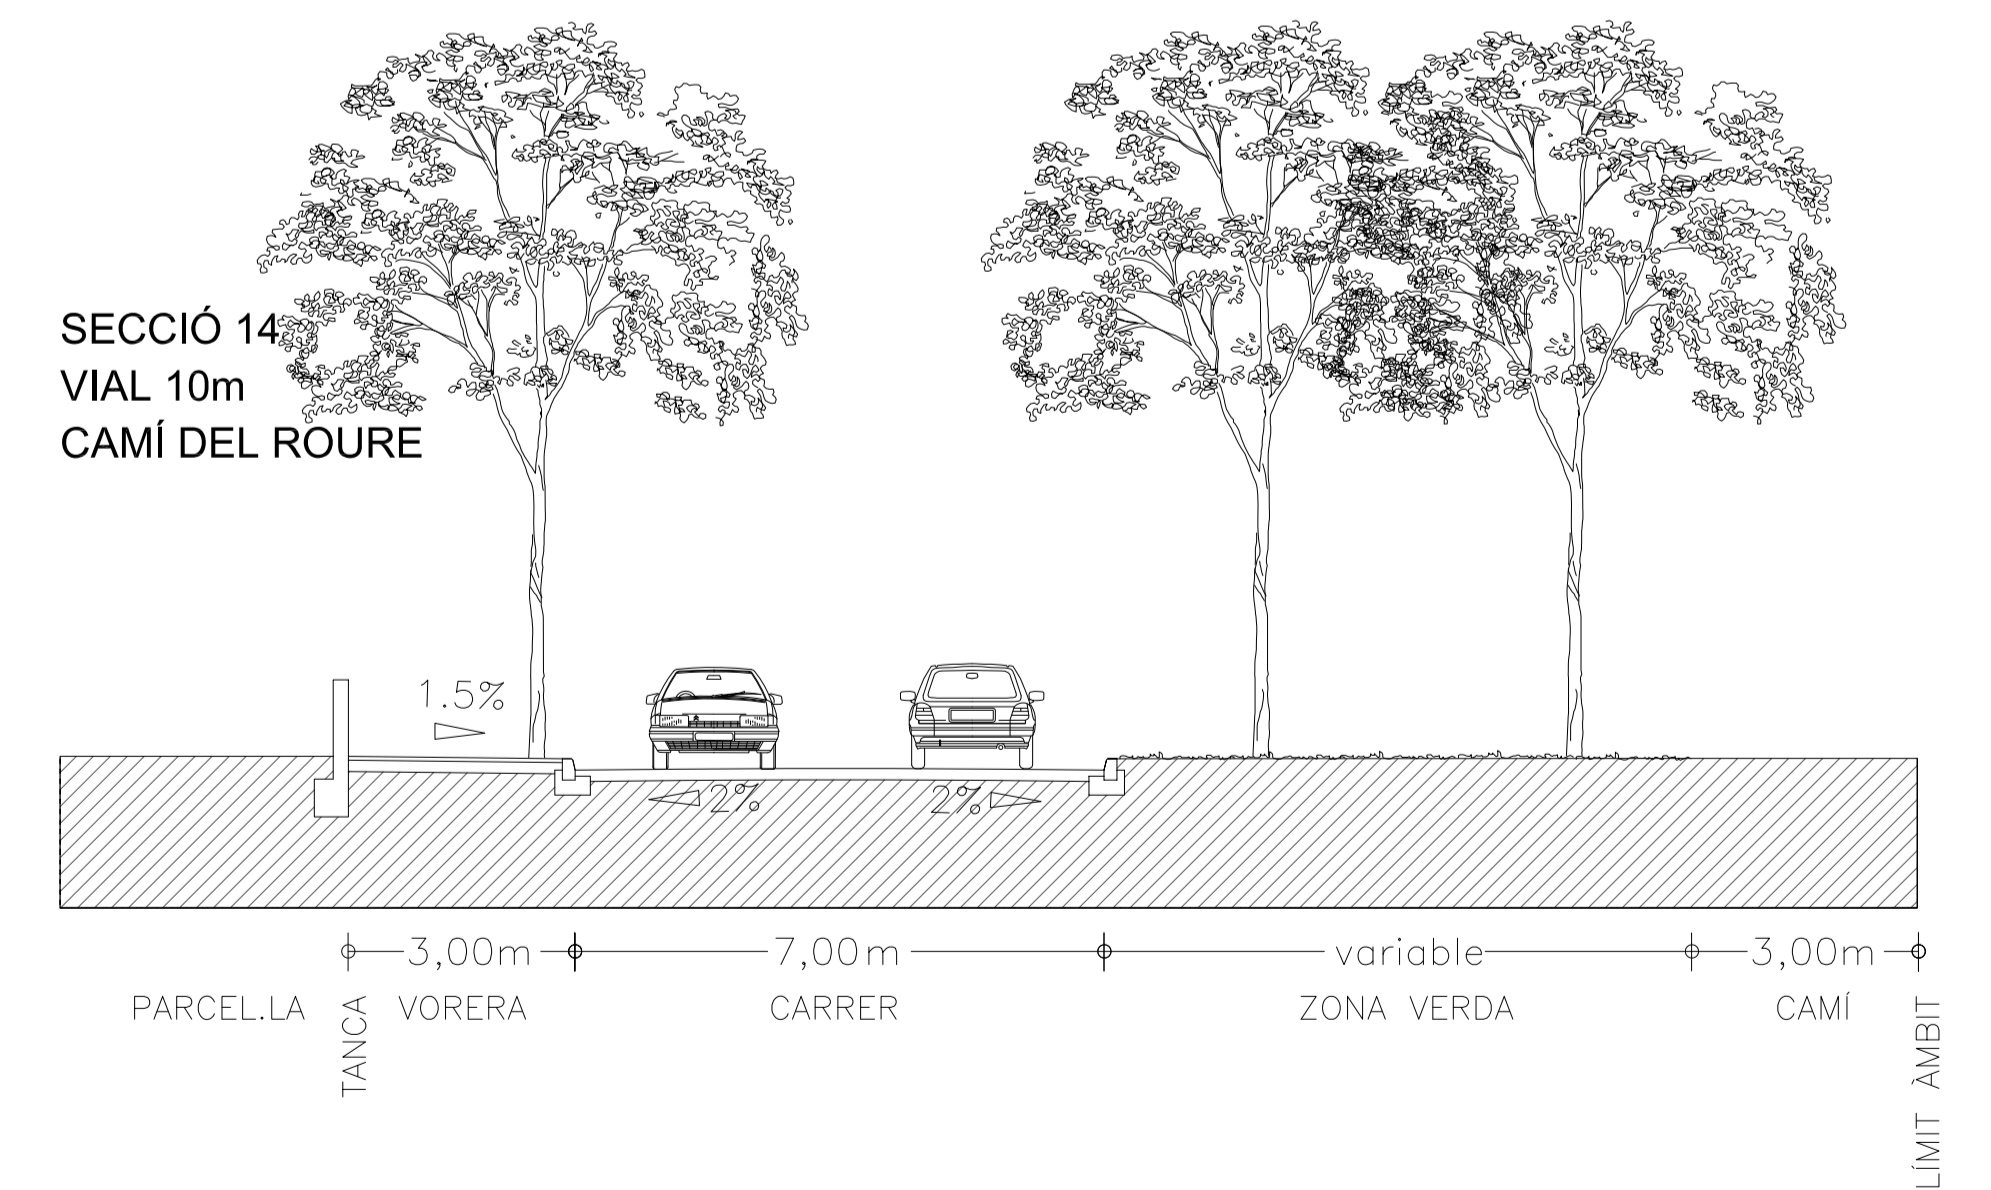 SECCIÓ 14
VIAL 10m
CAMÍ DEL ROURE
1.5%
2%
2%
3,00m
7,00m
variable
3,00m
PARCEL.LA
TANCA
VORERA
CARRER
ZONA VERDA
CAMÍ
LÍMIT ÀMBIT